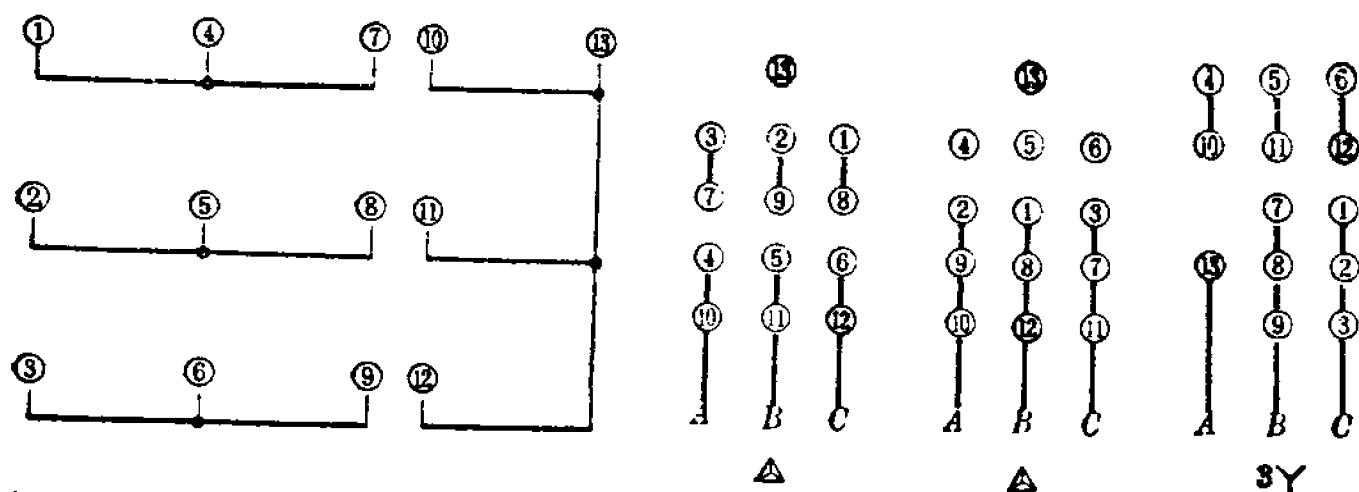 ① ④ ⑦ ⑩ ⑬
② ⑤ ⑧ ⑪
③ ⑥ ⑨ ⑫
⑬
③ ② ①
⑦ ⑨ ⑧
④ ⑤ ⑥
⑩ ⑪ ⑫
A B C
⑬
④ ⑤ ⑥
② ① ③
⑨ ⑧ ⑦
⑩ ⑫ ⑪
A B C
④ ⑤ ⑥
⑩ ⑪ ⑫
⑦ ①
⑬ ⑧ ②
⑨ ③
A B C
3Y